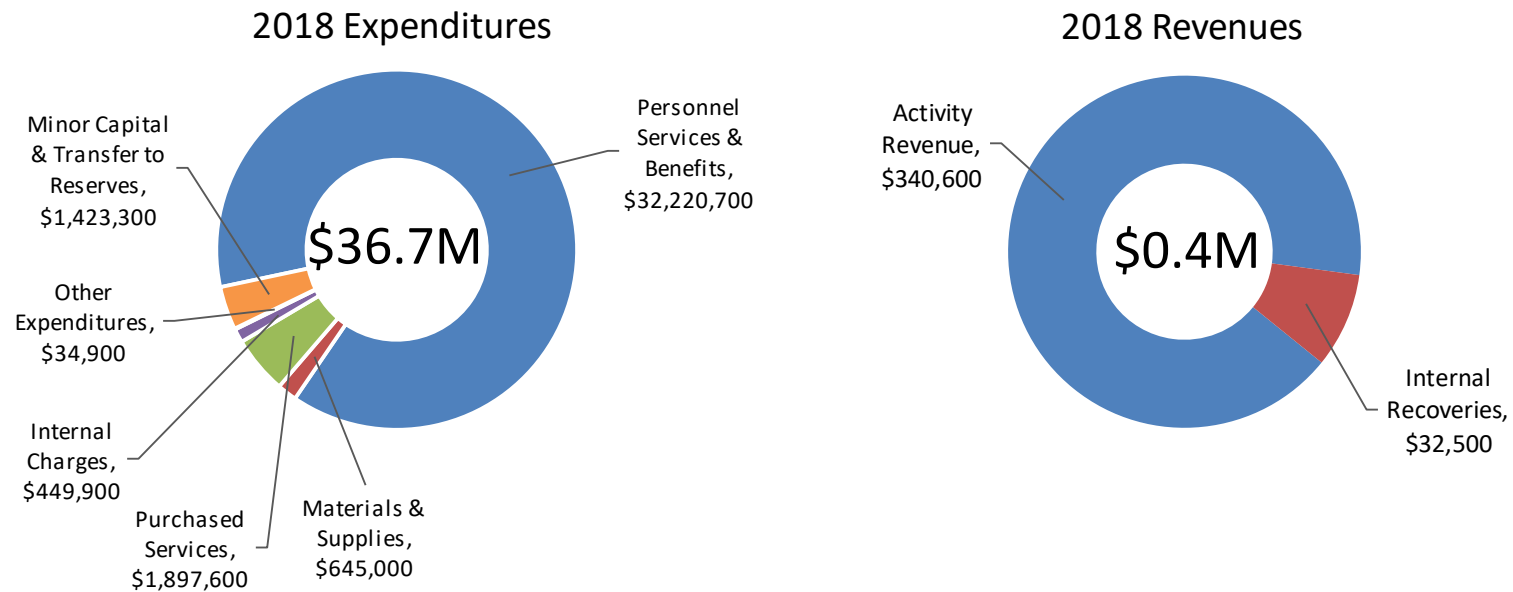 2018 Expenditures
Minor Capital
& Transfer to
Reserves,
$1,423,300
Other
Expenditures,
$34,900
Internal
Charges,
$449,900
Purchased
Services,
$1,897,600
Materials &
Supplies,
$645,000
Personnel
Services &
Benefits,
$32,220,700
$36.7M
2018 Revenues
Activity
Revenue,
$340,600
$0.4M
Internal
Recoveries,
$32,500